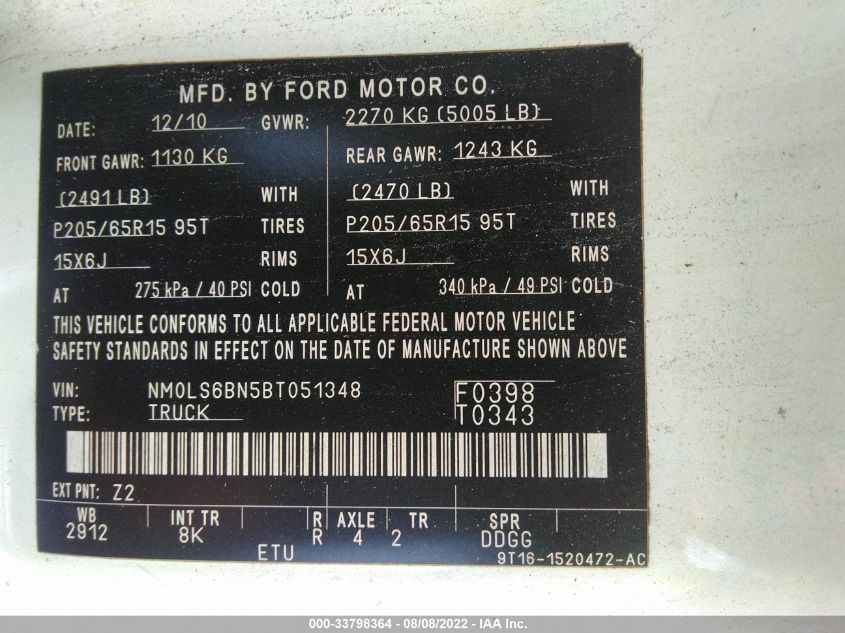 MFD. BY FORD MOTOR CO.
DATE: 12/10 GVWR: 2270 KG (5005 LB)
FRONT GAWR: 1130 KG REAR GAWR: 1243 KG
(2491 LB) WITH (2470 LB) WITH
P205/65R15 95T TIRES P205/65R15 95T TIRES
15X6J RIMS 15X6J RIMS
AT 275 kPa / 40 PSI COLD AT 340 kPa / 49 PSI COLD
THIS VEHICLE CONFORMS TO ALL APPLICABLE FEDERAL MOTOR VEHICLE
SAFETY STANDARDS IN EFFECT ON THE DATE OF MANUFACTURE SHOWN ABOVE
VIN: NM0LS6BN5BT051348 F0398
TYPE: TRUCK T0343
EXT PNT: Z2
WB INT TR R AXLE TR SPR
2912 8K R 4 2 DDGG
ETU 9T16-1520472-AC
000-33798364 - 08/08/2022 - IAA Inc.